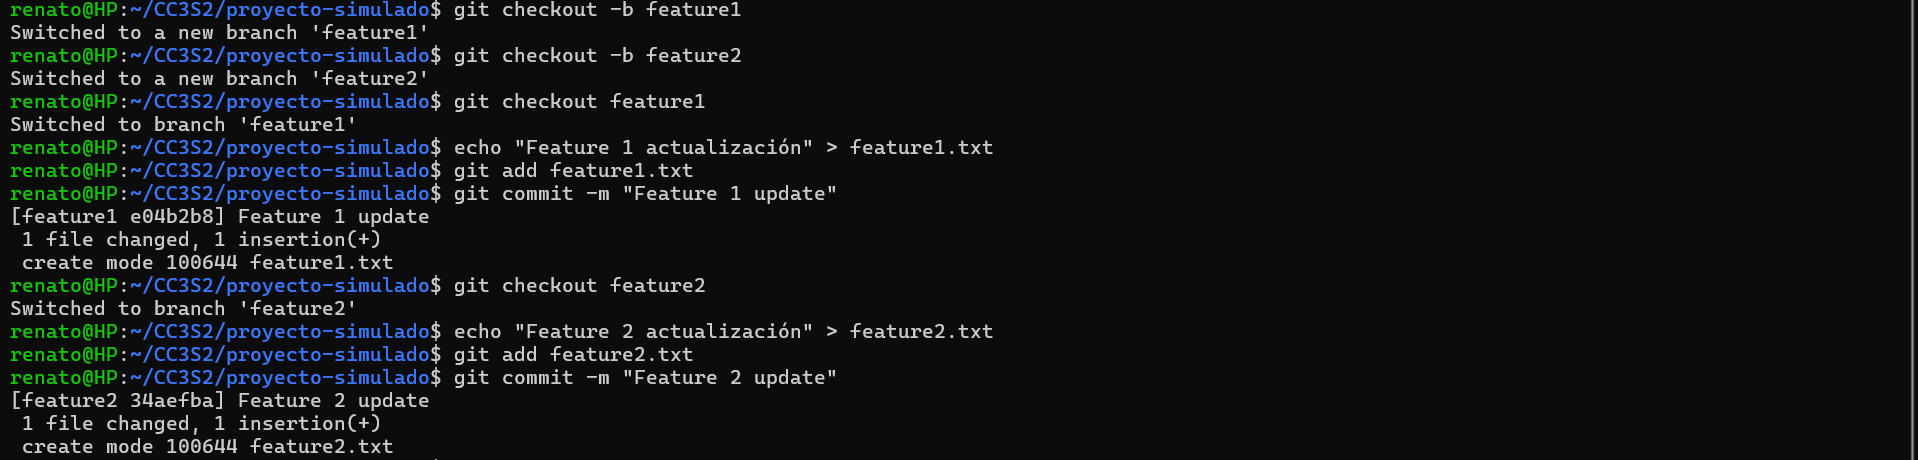 renato@HP:~/CC3S2/proyecto-simulado$ git checkout -b feature1
Switched to a new branch 'feature1'
renato@HP:~/CC3S2/proyecto-simulado$ git checkout -b feature2
Switched to a new branch 'feature2'
renato@HP:~/CC3S2/proyecto-simulado$ git checkout feature1
Switched to branch 'feature1'
renato@HP:~/CC3S2/proyecto-simulado$ echo "Feature 1 actualización" > feature1.txt
renato@HP:~/CC3S2/proyecto-simulado$ git add feature1.txt
renato@HP:~/CC3S2/proyecto-simulado$ git commit -m "Feature 1 update"
[feature1 e04b2b8] Feature 1 update
 1 file changed, 1 insertion(+)
 create mode 100644 feature1.txt
renato@HP:~/CC3S2/proyecto-simulado$ git checkout feature2
Switched to branch 'feature2'
renato@HP:~/CC3S2/proyecto-simulado$ echo "Feature 2 actualización" > feature2.txt
renato@HP:~/CC3S2/proyecto-simulado$ git add feature2.txt
renato@HP:~/CC3S2/proyecto-simulado$ git commit -m "Feature 2 update"
[feature2 34aefba] Feature 2 update
 1 file changed, 1 insertion(+)
 create mode 100644 feature2.txt